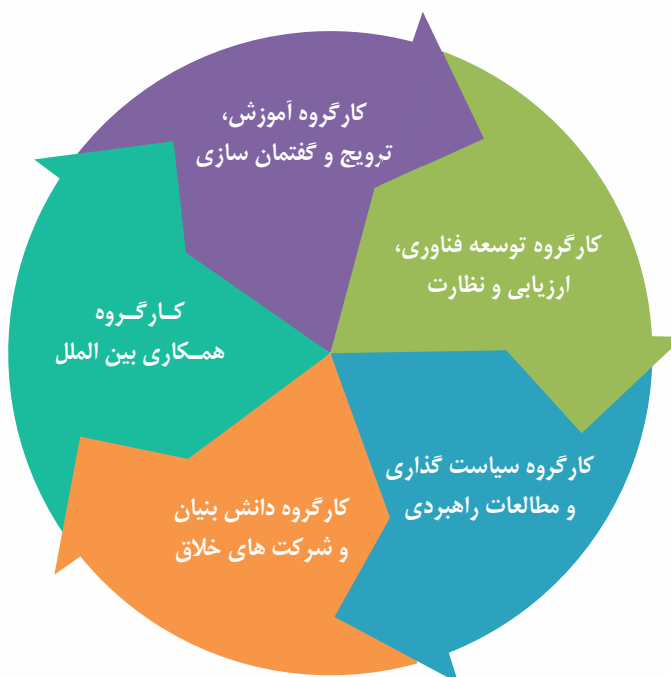 کارگروه آموزش،
ترویج و گفتمان سازی
کارگروه توسعه فناوری،
ارزیابی و نظارت
کارگروه سیاست گذاری
و مطالعات راهبردی
کارگروه دانش بنیان
و شرکت های خلاق
کـارگـروه
همـکاری بین الملل